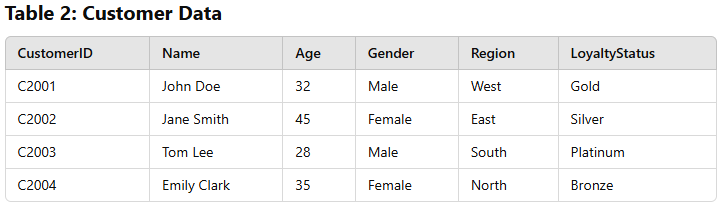 Table 2: Customer Data
CustomerID Name Age Gender Region LoyaltyStatus
C2001 John Doe 32 Male West Gold
C2002 Jane Smith 45 Female East Silver
C2003 Tom Lee 28 Male South Platinum
C2004 Emily Clark 35 Female North Bronze